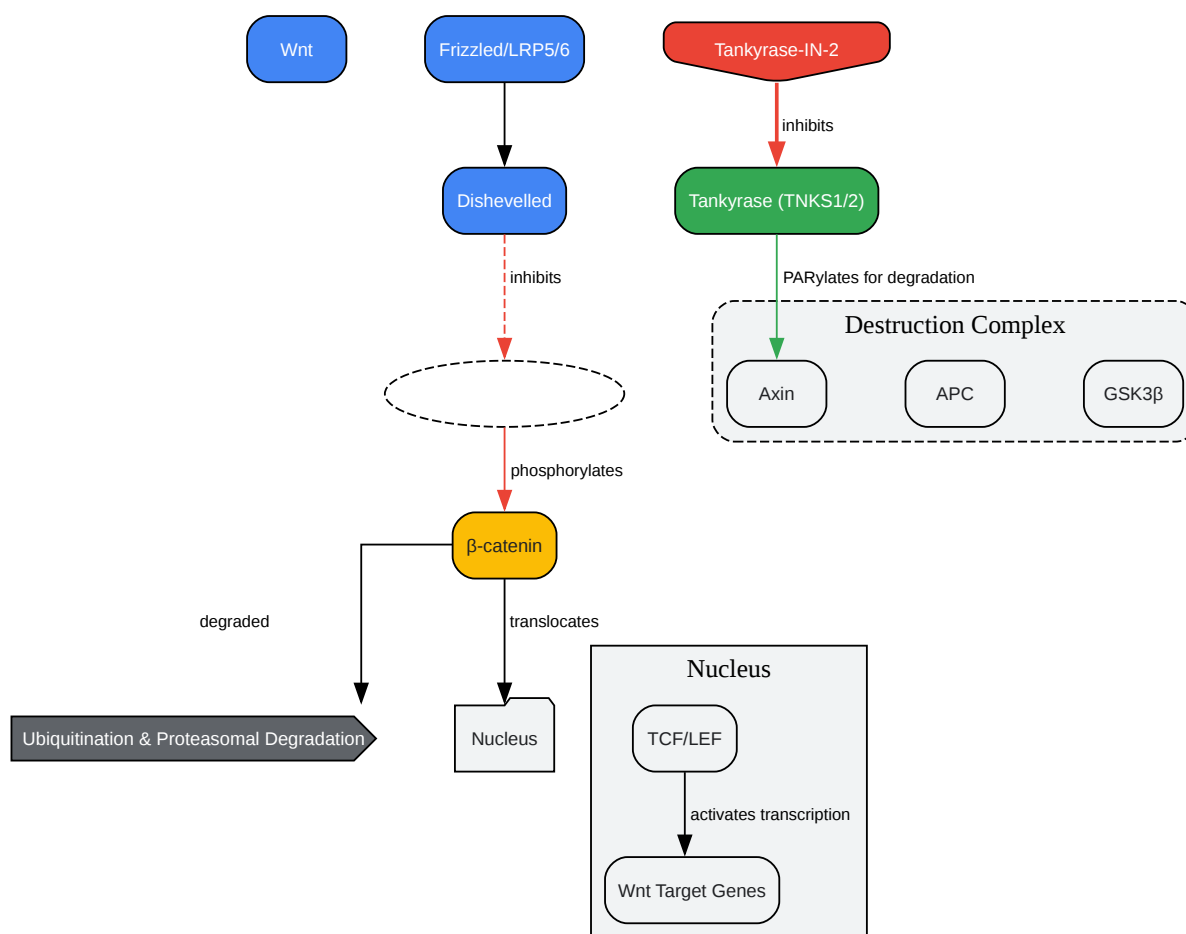 Wnt
Frizzled/LRP5/6
Tankyrase-IN-2
inhibits
Dishevelled
Tankyrase (TNKS1/2)
inhibits
PARylates for degradation
Destruction Complex
Axin
APC
GSK3β
phosphorylates
β-catenin
degraded
translocates
Nucleus
Ubiquitination & Proteasomal Degradation
Nucleus
TCF/LEF
activates transcription
Wnt Target Genes